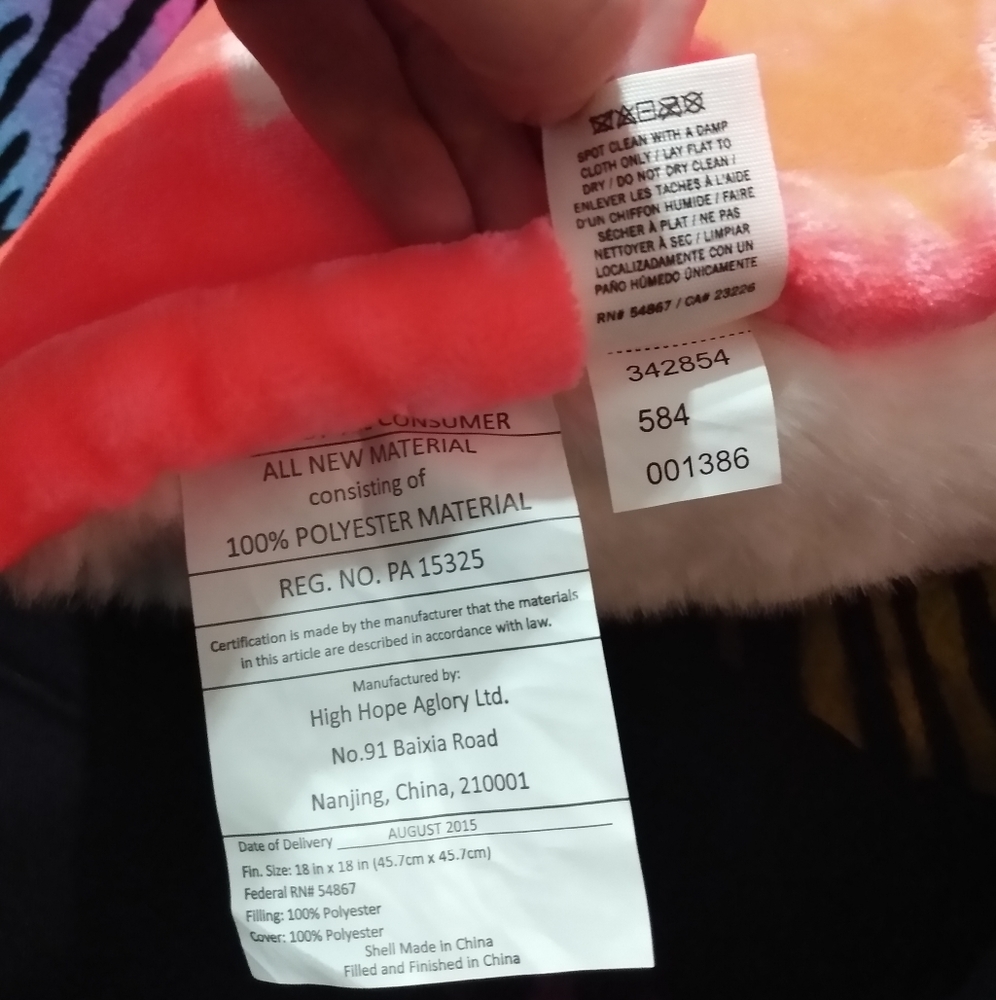 SPOT CLEAN WITH A DAMP
CLOTH ONLY / LAY FLAT TO
DRY / DO NOT DRY CLEAN /
ENLEVER LES TACHES À L'AIDE
D'UN CHIFFON HUMIDE / FAIRE
SÉCHER À PLAT / NE PAS
NETTOYER À SEC / LIMPIAR
LOCALIZADAMENTE CON UN
PAÑO HÚMEDO ÚNICAMENTE
RN# 54867 / CA# 23226
342854
584
001386
CONSUMER
ALL NEW MATERIAL
consisting of
100% POLYESTER MATERIAL
REG. NO. PA 15325
Certification is made by the manufacturer that the materials
in this article are described in accordance with law.
Manufactured by:
High Hope Aglory Ltd.
No.91 Baixia Road
Nanjing, China, 210001
Date of Delivery AUGUST 2015
Fin. Size: 18 in x 18 in (45.7cm x 45.7cm)
Federal RN# 54867
Filling: 100% Polyester
Cover: 100% Polyester
Shell Made in China
Filled and Finished in China